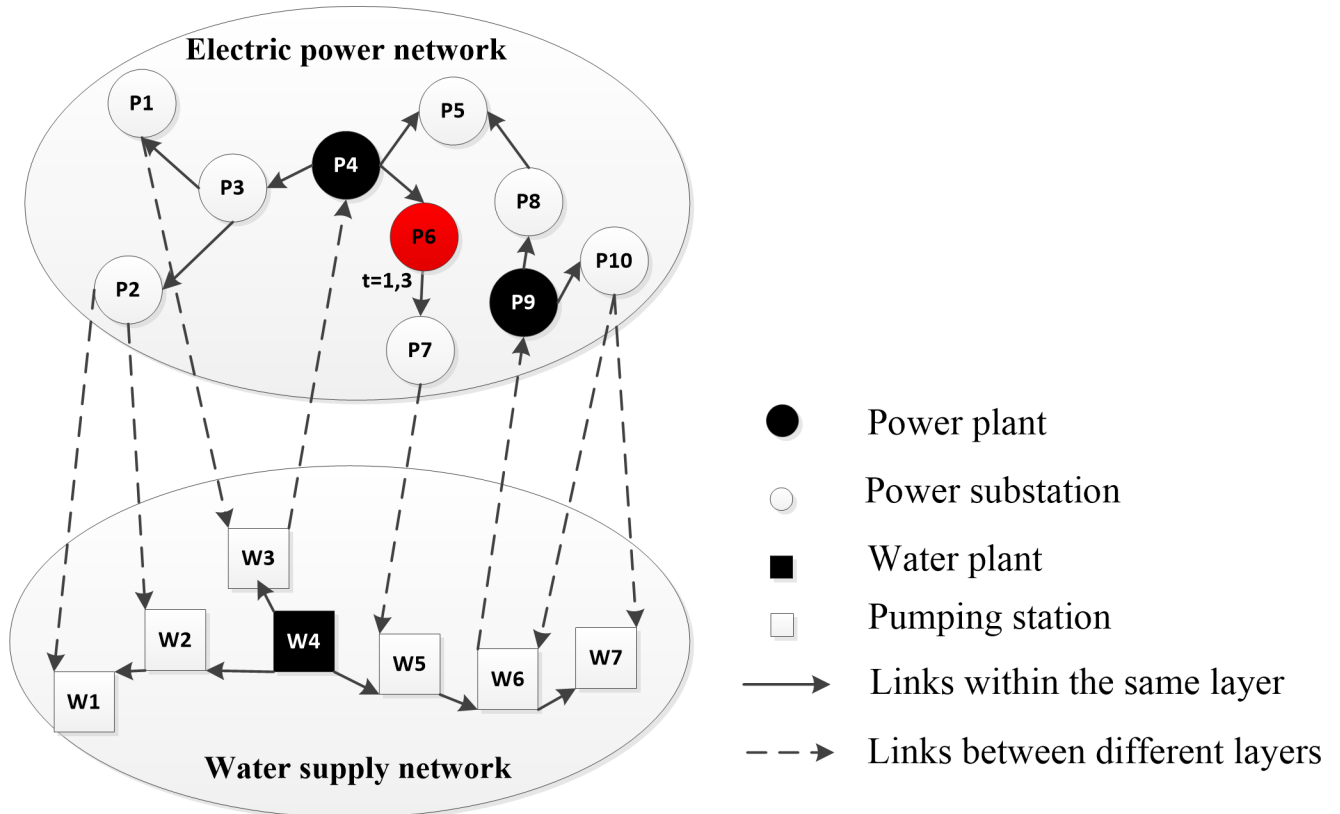 Electric power network
P1
P5
P4
P3
P8
P6
P10
t=1,3
P2
P9
P7
Power plant
Power substation
Water plant
Pumping station
Links within the same layer
Links between different layers
W3
W2
W4
W5
W7
W6
W1
Water supply network